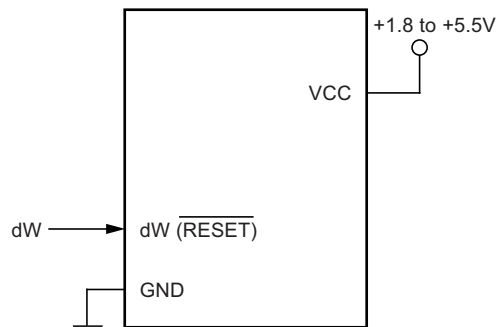 +1.8 to +5.5V
VCC
dW
dW (RESET)
GND